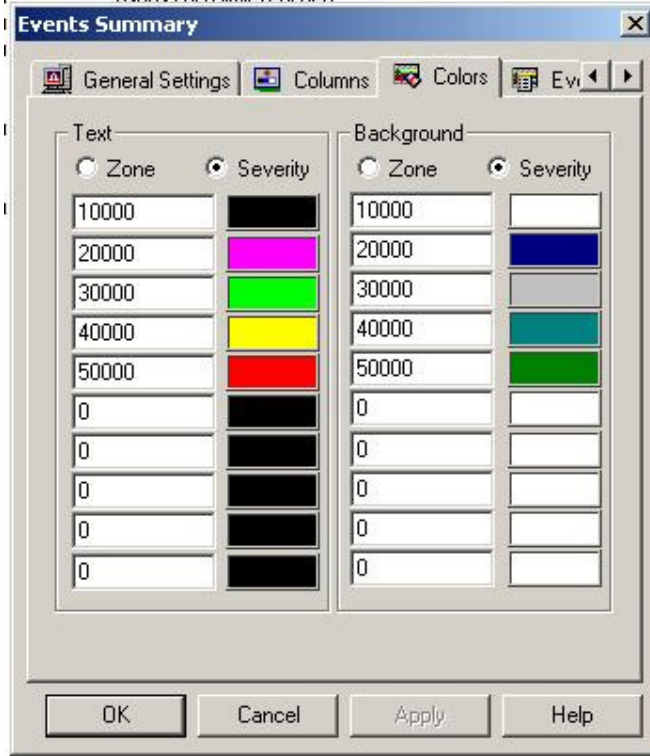 Events Summary
General Settings Columns Colors Ev
Text Background
Zone Severity Zone Severity
10000 10000
20000 20000
30000 30000
40000 40000
50000 50000
0 0
0 0
0 0
0 0
0 0
OK Cancel Apply Help